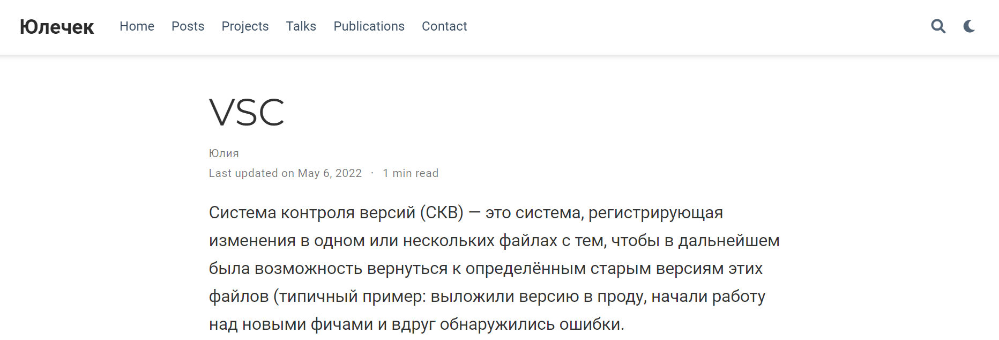 Юлечек Home Posts Projects Talks Publications Contact
VSC
Юлия
Last updated on May 6, 2022 · 1 min read
Система контроля версий (СКВ) — это система, регистрирующая
изменения в одном или нескольких файлах с тем, чтобы в дальнейшем
была возможность вернуться к определённым старым версиям этих
файлов (типичный пример: выложили версию в проду, начали работу
над новыми фичами и вдруг обнаружились ошибки.